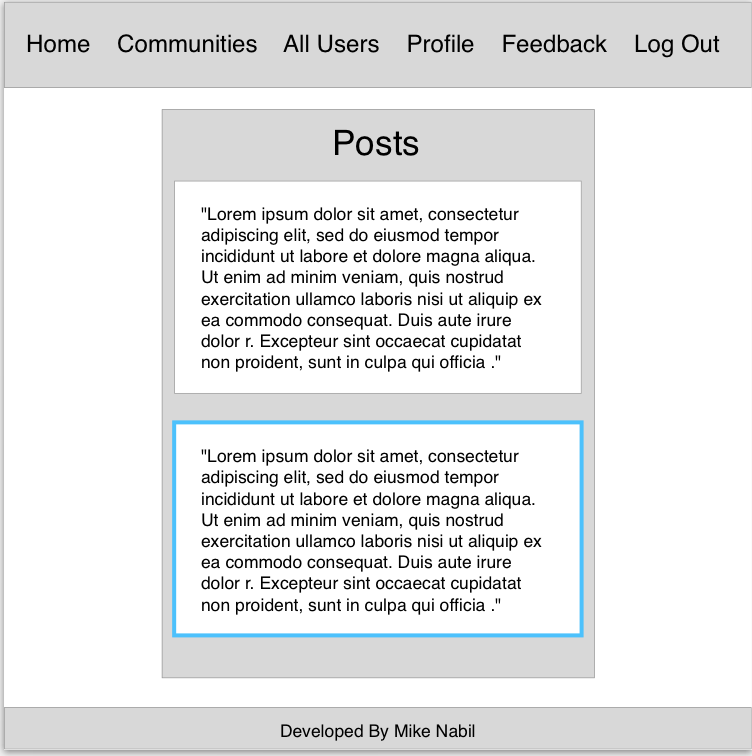 Home Communities All Users Profile Feedback Log Out
Posts
"Lorem ipsum dolor sit amet, consectetur
adipiscing elit, sed do eiusmod tempor
incididunt ut labore et dolore magna aliqua.
Ut enim ad minim veniam, quis nostrud
exercitation ullamco laboris nisi ut aliquip ex
ea commodo consequat. Duis aute irure
dolor r. Excepteur sint occaecat cupidatat
non proident, sunt in culpa qui officia ."
"Lorem ipsum dolor sit amet, consectetur
adipiscing elit, sed do eiusmod tempor
incididunt ut labore et dolore magna aliqua.
Ut enim ad minim veniam, quis nostrud
exercitation ullamco laboris nisi ut aliquip ex
ea commodo consequat. Duis aute irure
dolor r. Excepteur sint occaecat cupidatat
non proident, sunt in culpa qui officia ."
Developed By Mike Nabil